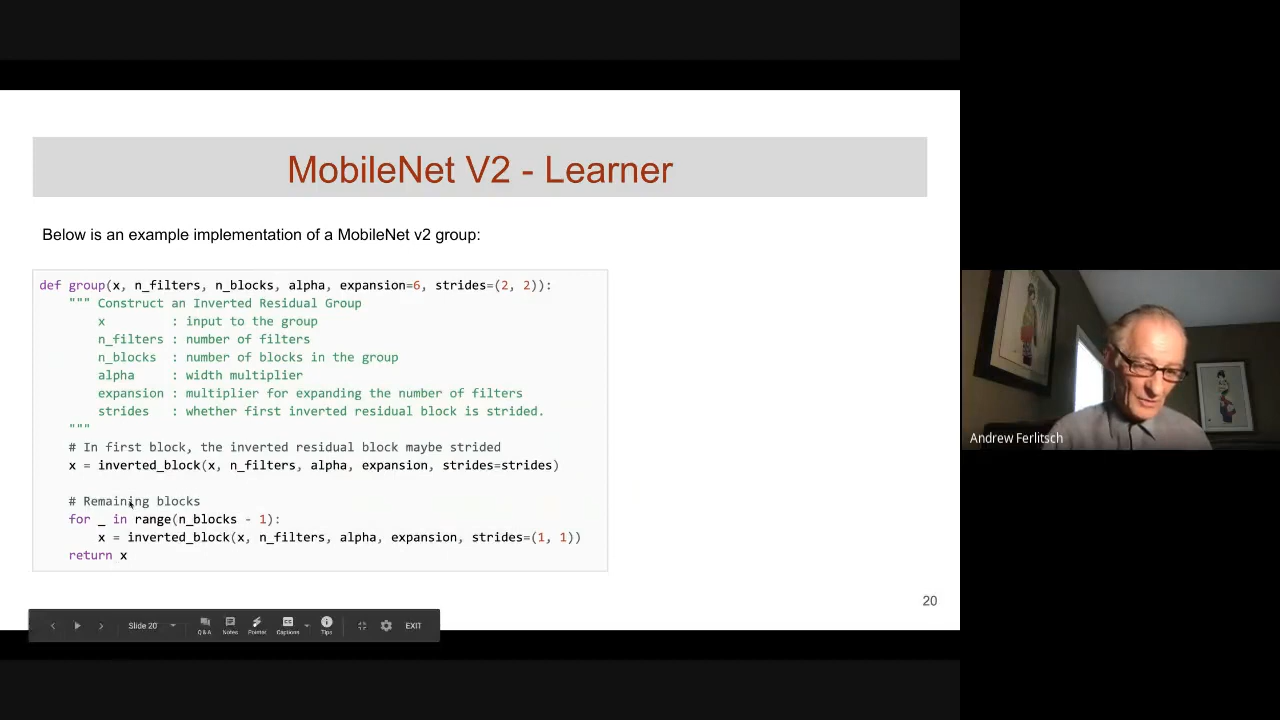 MobileNet V2 - Learner
Below is an example implementation of a MobileNet v2 group:
def group(x, n_filters, n_blocks, alpha, expansion=6, strides=(2, 2)):
    """ Construct an Inverted Residual Group
        x         : input to the group
        n_filters : number of filters
        n_blocks  : number of blocks in the group
        alpha     : width multiplier
        expansion : multiplier for expanding the number of filters
        strides   : whether first inverted residual block is strided.
    """
    # In first block, the inverted residual block maybe strided
    x = inverted_block(x, n_filters, alpha, expansion, strides=strides)
    # Remaining blocks
    for _ in range(n_blocks - 1):
        x = inverted_block(x, n_filters, alpha, expansion, strides=(1, 1))
    return x
20
Slide 20
Q & A
Notes
Pointer
Captions
Tips
EXIT
Andrew Ferlitsch